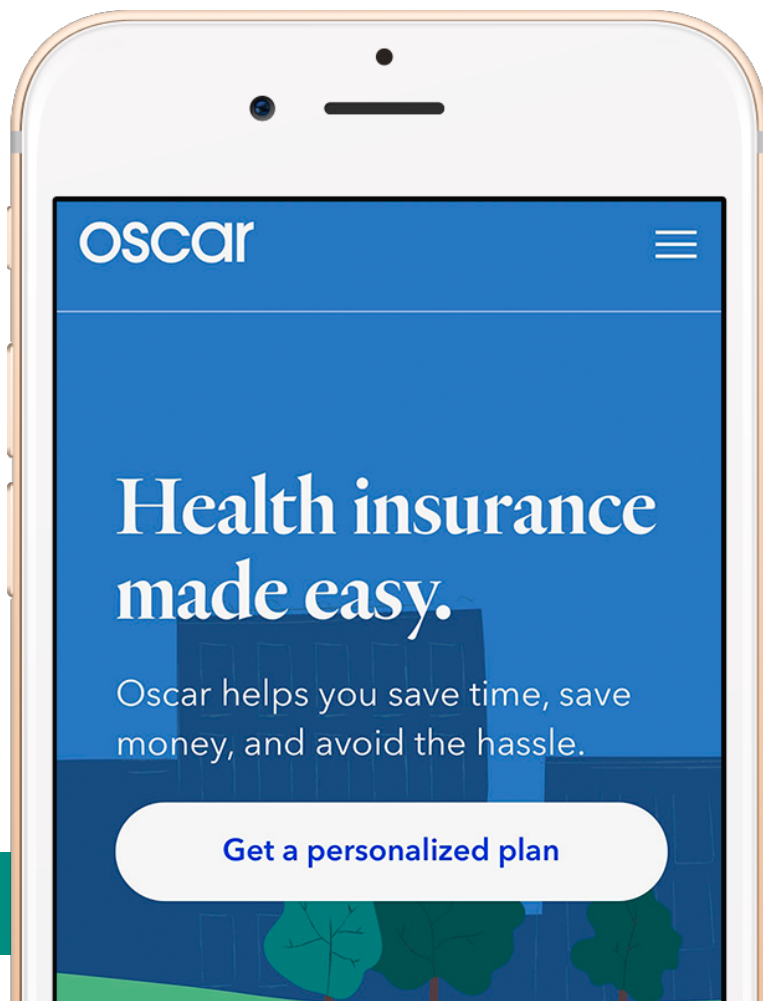 oscar
Health insurance
made easy.
Oscar helps you save time, save
money, and avoid the hassle.
Get a personalized plan